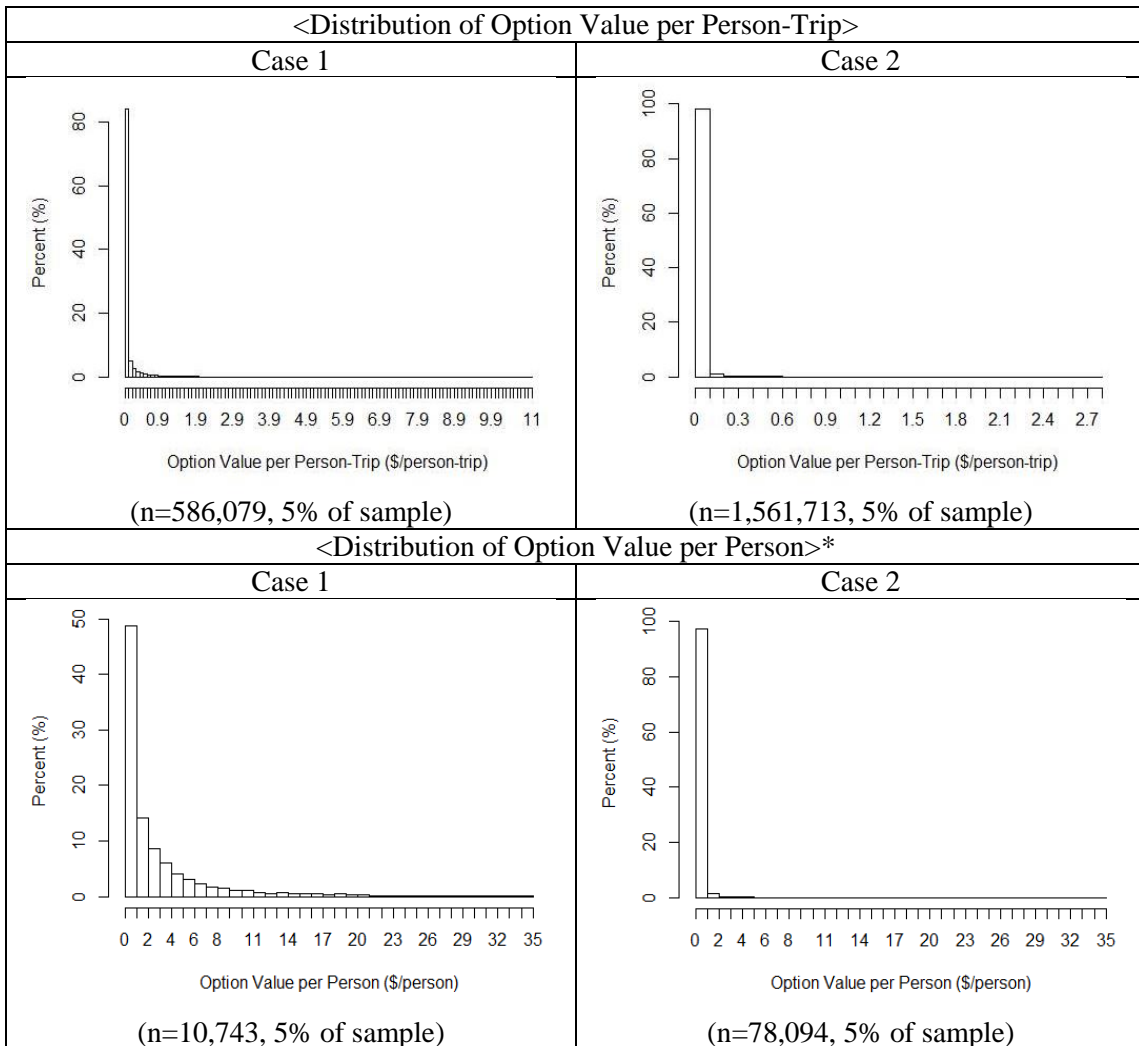 <Distribution of Option Value per Person-Trip>
Case 1
Case 2
Percent (%)
0 20 40 60 80
0 0.9 1.9 2.9 3.9 4.9 5.9 6.9 7.9 8.9 9.9 11
Option Value per Person-Trip ($/person-trip)
(n=586,079, 5% of sample)
Percent (%)
0 20 40 60 80 100
0 0.3 0.6 0.9 1.2 1.5 1.8 2.1 2.4 2.7
Option Value per Person-Trip ($/person-trip)
(n=1,561,713, 5% of sample)
<Distribution of Option Value per Person>*
Case 1
Case 2
Percent (%)
0 10 20 30 40 50
0 2 4 6 8 11 14 17 20 23 26 29 32 35
Option Value per Person ($/person)
(n=10,743, 5% of sample)
Percent (%)
0 20 40 60 80 100
0 2 4 6 8 11 14 17 20 23 26 29 32 35
Option Value per Person ($/person)
(n=78,094, 5% of sample)